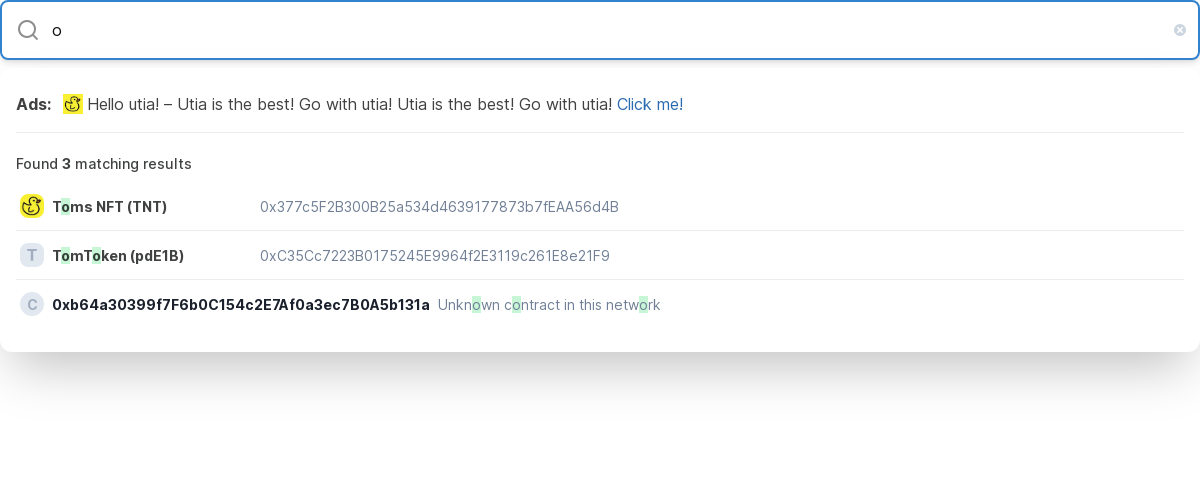 o
Ads: Hello utia! – Utia is the best! Go with utia! Utia is the best! Go with utia! Click me!
Found 3 matching results
Toms NFT (TNT) 0x377c5F2B300B25a534d4639177873b7fEAA56d4B
T TomToken (pdE1B) 0xC35Cc7223B0175245E9964f2E3119c261E8e21F9
C 0xb64a30399f7F6b0C154c2E7Af0a3ec7B0A5b131a Unknown contract in this network